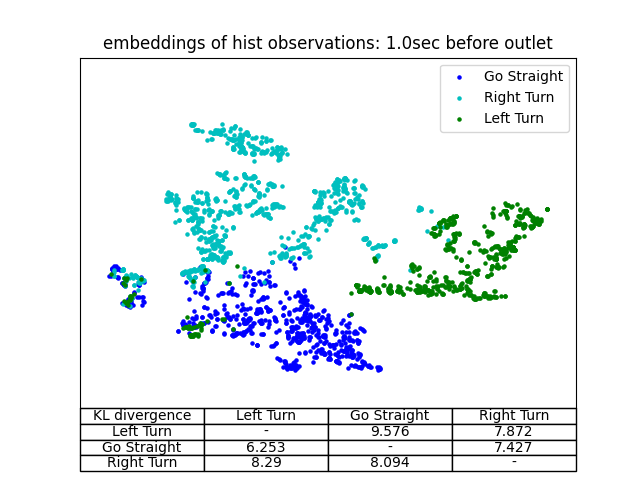 embeddings of hist observations: 1.0sec before outlet
Go Straight
Right Turn
Left Turn
KL divergence Left Turn Go Straight Right Turn
Left Turn - 9.576 7.872
Go Straight 6.253 - 7.427
Right Turn 8.29 8.094 -